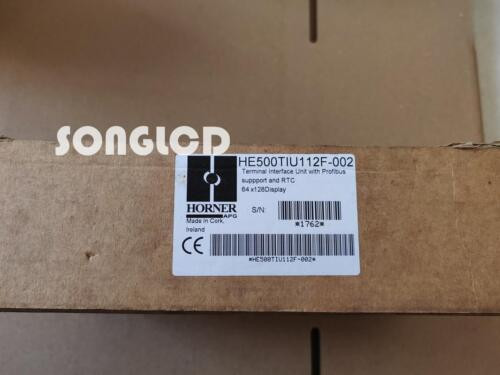 SONGLCD
HE500TIU112F-002
Terminal Interface Unit with Profibus
suppport and RTC
64 x128Display
HORNER
APG
Made in Cork,
Ireland
S/N:
*1762*
CE
*HE500TIU112F-002*